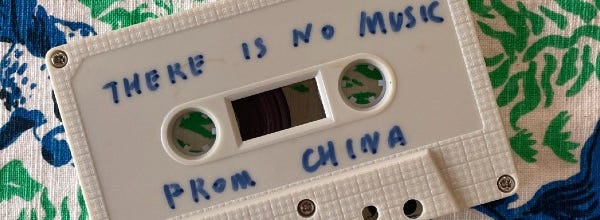 THERE IS NO MUSIC
FROM CHINA